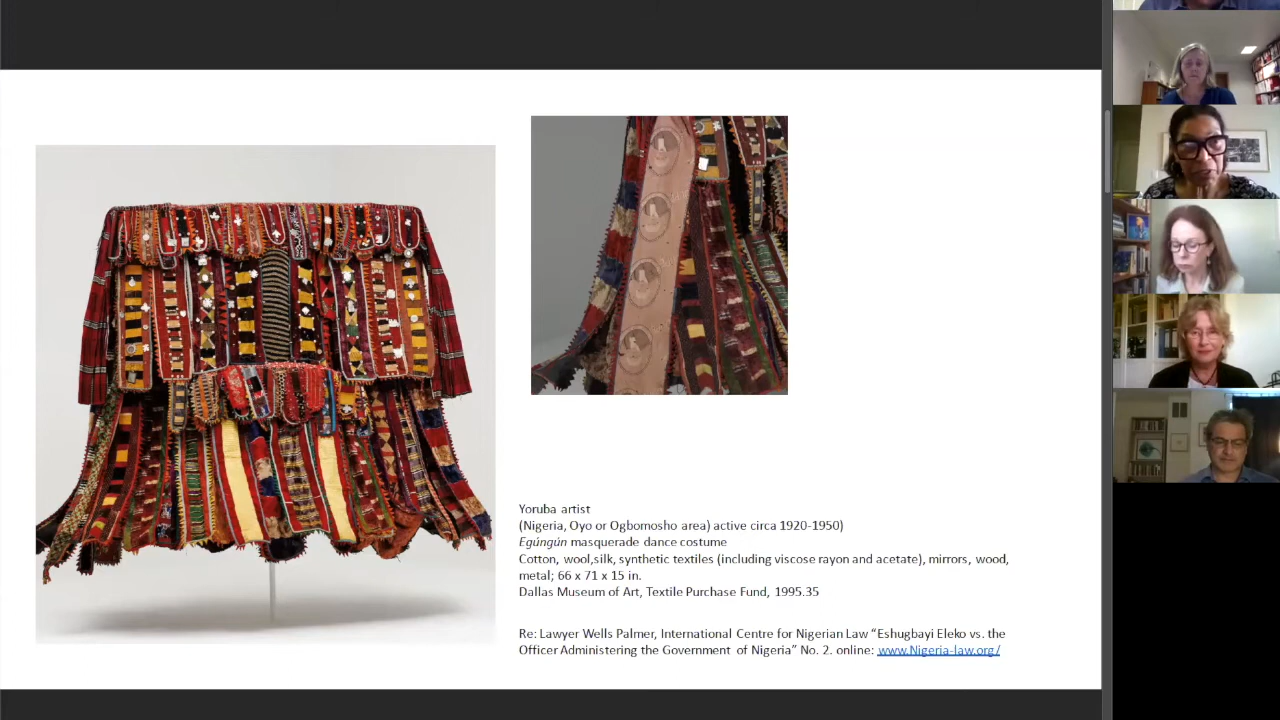 Yoruba artist
(Nigeria, Oyo or Ogbomosho area) active circa 1920-1950)
Egúngún masquerade dance costume
Cotton, wool,silk, synthetic textiles (including viscose rayon and acetate), mirrors, wood,
metal; 66 x 71 x 15 in.
Dallas Museum of Art, Textile Purchase Fund, 1995.35
Re: Lawyer Wells Palmer, International Centre for Nigerian Law “Eshugbayi Eleko vs. the
Officer Administering the Government of Nigeria” No. 2. online: www.Nigeria-law.org/